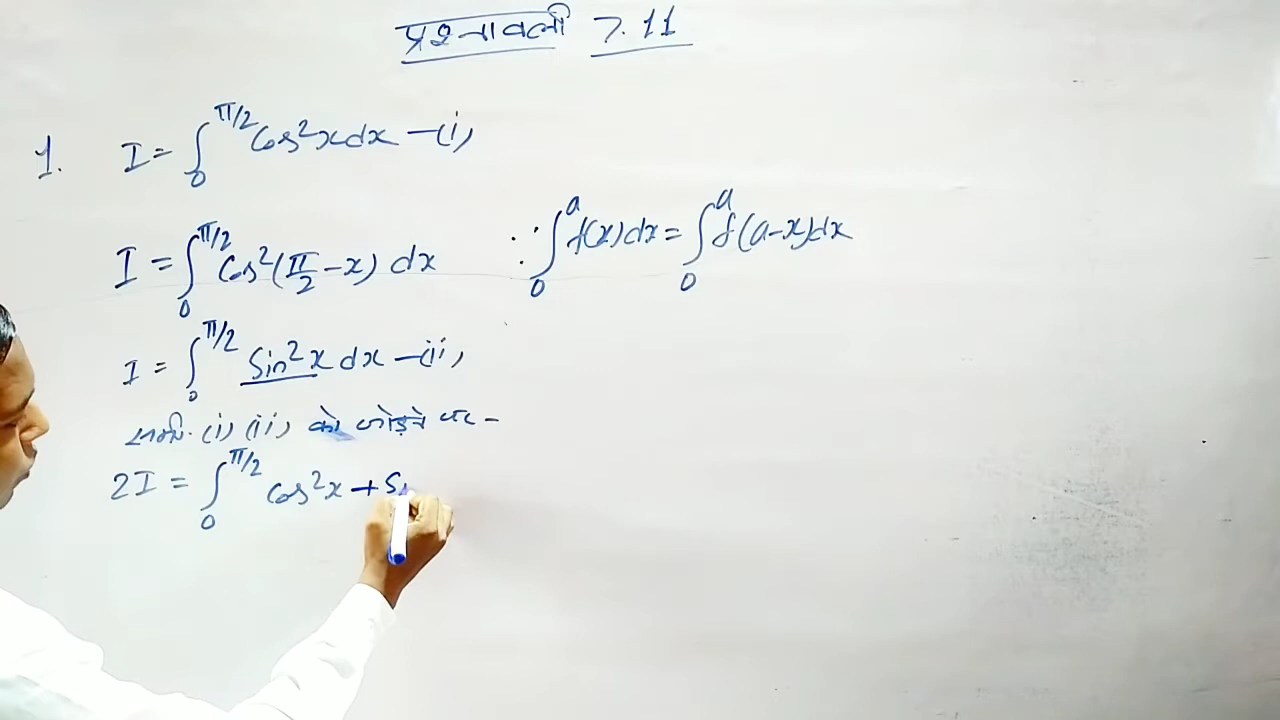 प्रश्नावली 7.11
1. I = ∫₀^π/2 Cos²x dx -(i)
I = ∫₀^π/2 Cos²(π/2 - x) dx ∵ ∫₀^a f(x) dx = ∫₀^a f(a-x) dx
I = ∫₀^π/2 Sin²x dx -(ii)
समी. (i) (ii) को जोड़ने पर -
2I = ∫₀^π/2 Cos²x + S